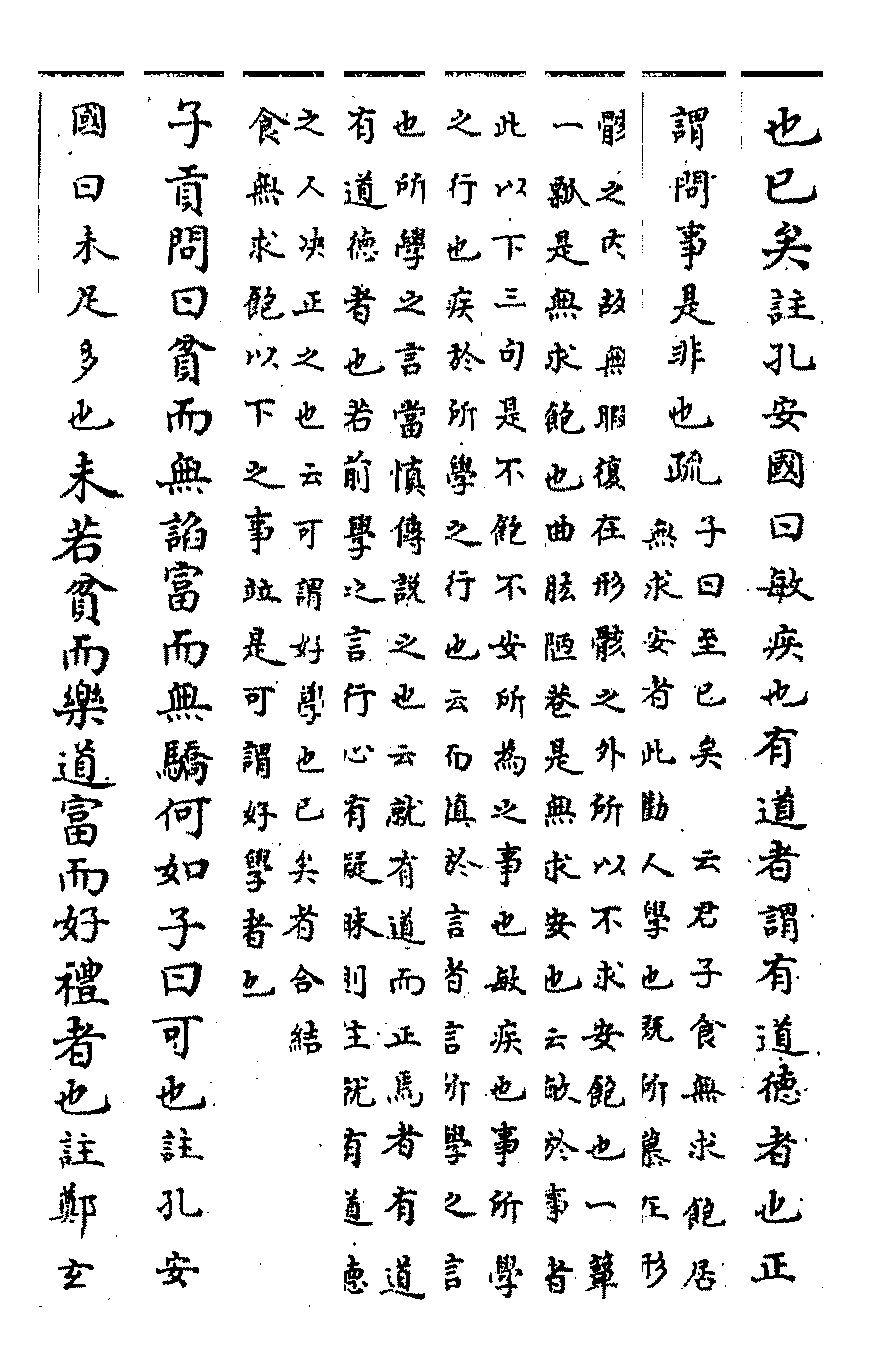 也已矣註孔安國曰敏疾也有道者謂有道德者也正
謂問事是非也疏
子曰至已矣　云君子食無求飽居
無求安者此勸人學也既所慕在形
骸之内故無暇復在形骸之外所以不求安飽也一簞
一瓢是無求飽也曲肱陋巷是無求安也云敏於事者
此以下三句是不飽不安所為之事也敏疾也事所學
之行也疾於所學之行也云而慎於言者言所學之言
也所學之言當慎傳説之也云就有道而正焉者有道
有道德者也若前學之言行心有疑昧則往就有道德
之人决正之也云可謂好學也已矣者合結
食無求飽以下之事竝是可謂好學者也
子貢問曰貧而無諂富而無驕何如子曰可也註孔安
國曰未足多也未若貧而樂道富而好禮者也註鄭玄